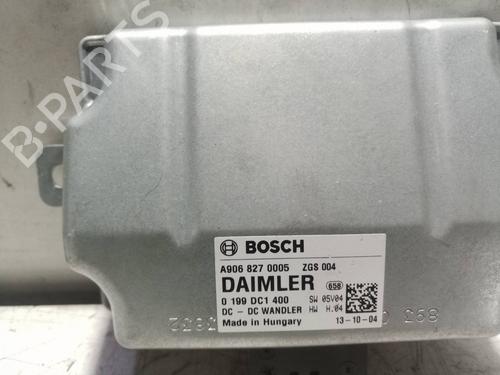 B-PARTS
BOSCH
A906 827 0005 ZGS 004
DAIMLER 658
0 199 DC1 400 SW 05V04
DC - DC WANDLER HW H.04
Made in Hungary 13-10-04